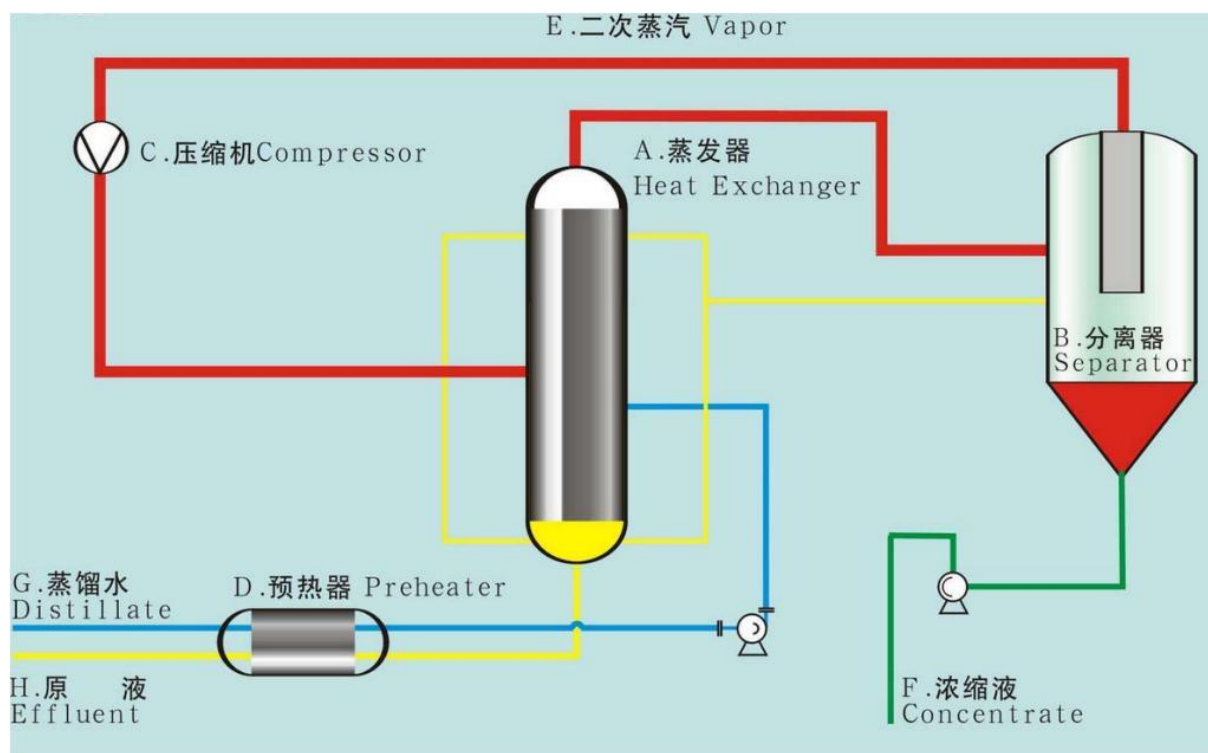 E.二次蒸汽 Vapor
C.压缩机Compressor
A.蒸发器
Heat Exchanger
B.分离器
Separator
G.蒸馏水
Distillate
D.预热器 Preheater
H.原 液
Effluent
F.浓缩液
Concentrate